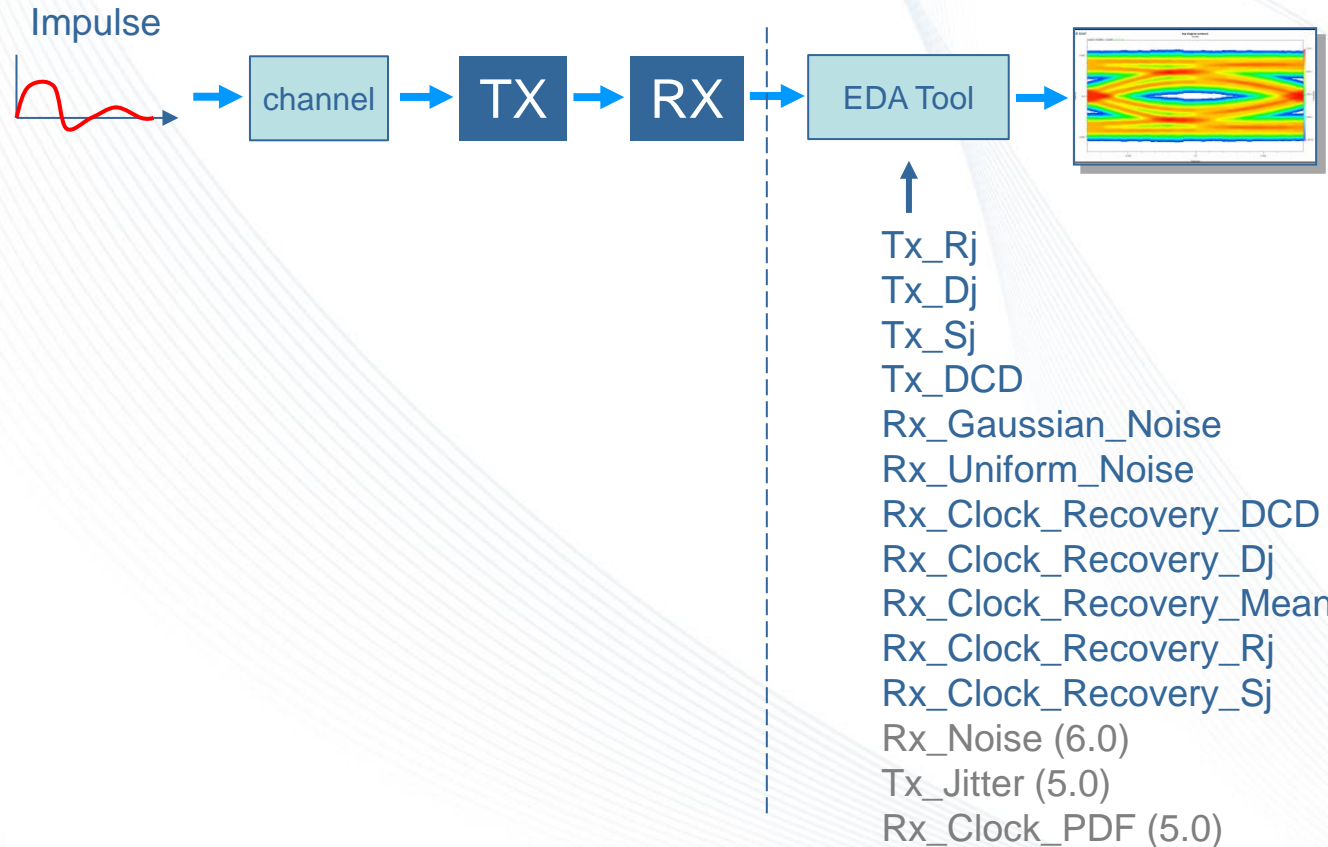 Impulse
channel
TX
RX
EDA Tool
Tx_Rj
Tx_Dj
Tx_Sj
Tx_DCD
Rx_Gaussian_Noise
Rx_Uniform_Noise
Rx_Clock_Recovery_DCD
Rx_Clock_Recovery_Dj
Rx_Clock_Recovery_Mean
Rx_Clock_Recovery_Rj
Rx_Clock_Recovery_Sj
Rx_Noise (6.0)
Tx_Jitter (5.0)
Rx_Clock_PDF (5.0)